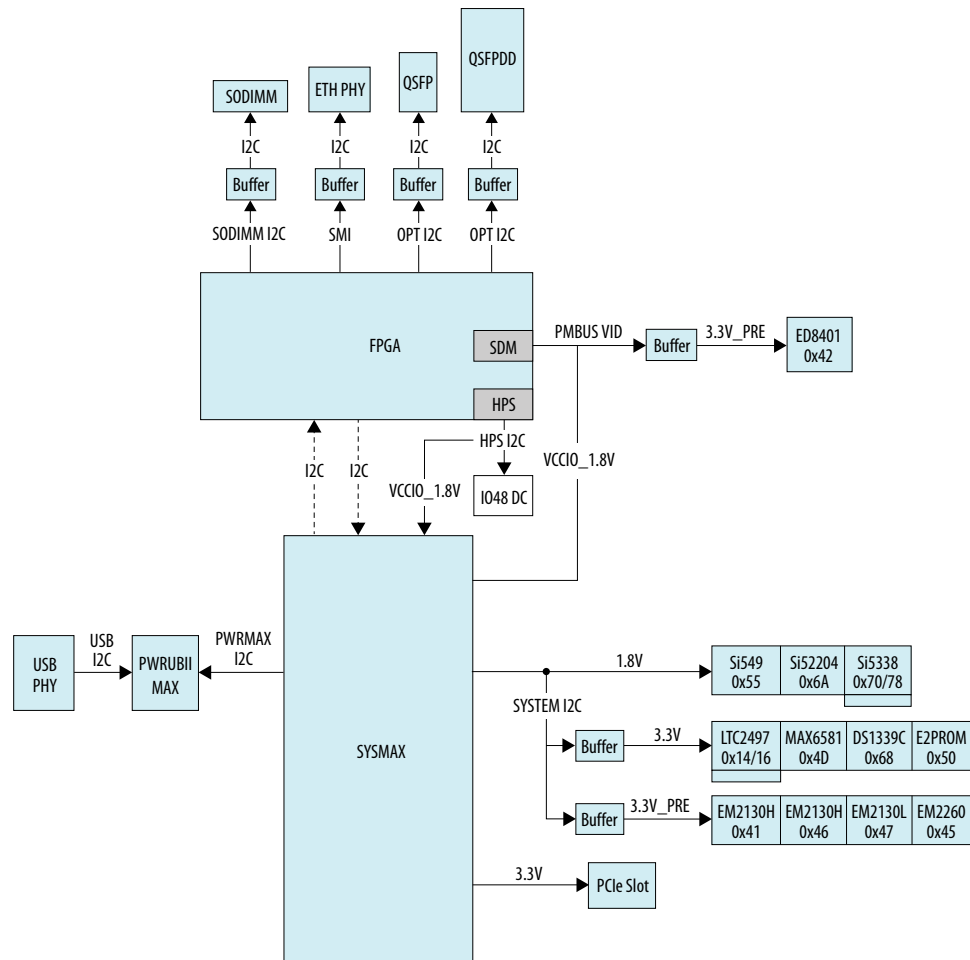 QSFPDD
QSFP
ETH PHY
SODIMM
I2C
I2C
I2C
I2C
Buffer
Buffer
Buffer
Buffer
SODIMM I2C
SMI
OPT I2C
OPT I2C
FPGA
SDM
PMBUS VID
Buffer
3.3V_PRE
ED8401
0x42
HPS
HPS I2C
I2C
I2C
VCCIO_1.8V
VCCIO_1.8V
IO48 DC
USB
PHY
USB
I2C
PWRUBII
MAX
PWRMAX
I2C
SYSMAX
1.8V
Si549
0x55
Si52204
0x6A
Si5338
0x70/78
SYSTEM I2C
Buffer
3.3V
LTC2497
0x14/16
MAX6581
0x4D
DS1339C
0x68
E2PROM
0x50
Buffer
3.3V_PRE
EM2130H
0x41
EM2130H
0x46
EM2130L
0x47
EM2260
0x45
3.3V
PCIe Slot